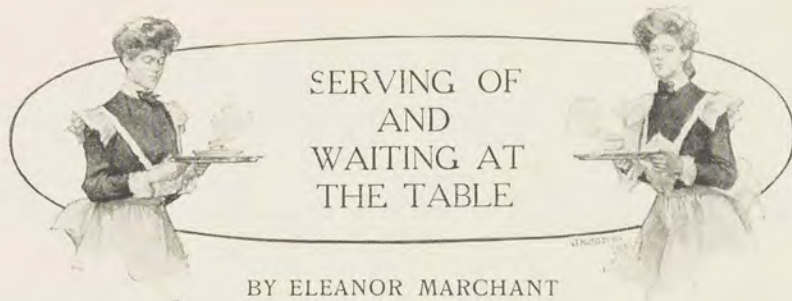 SERVING OF
AND
WAITING AT
THE TABLE
BY ELEANOR MARCHANT